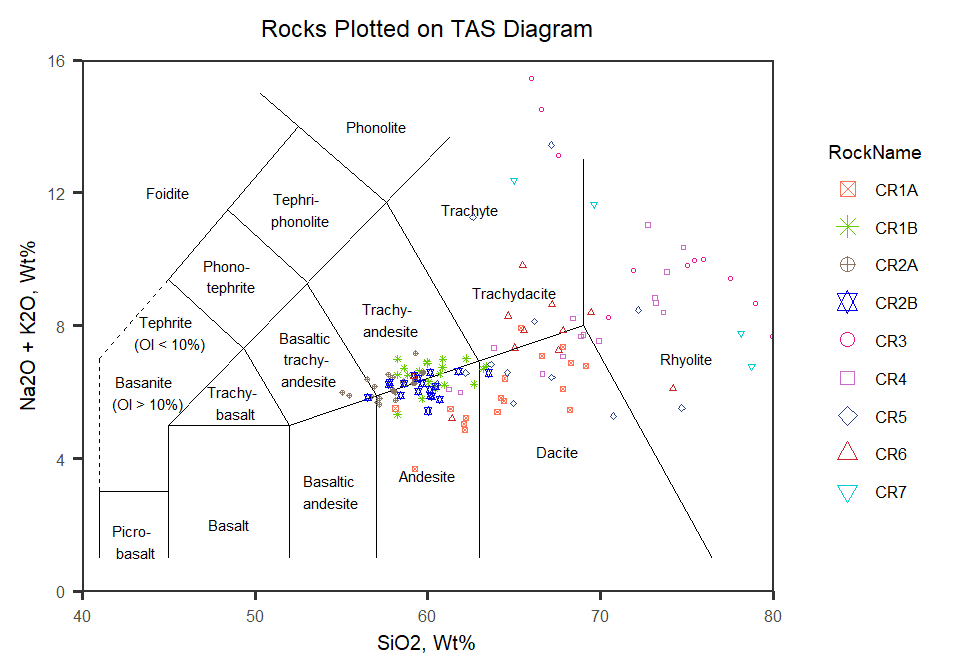 Rocks Plotted on TAS Diagram
Na2O + K2O, Wt%
16
12
8
4
0
Phonolite
Foidite
Tephri-
phonolite
Trachyte
Phono-
tephrite
Trachydacite
Trachy-
andesite
Tephrite
(Ol < 10%)
Basaltic
trachy-
andesite
Rhyolite
Basanite
(Ol > 10%)
Trachy-
basalt
Dacite
Andesite
Basaltic
andesite
Basalt
Picro-
basalt
40
50
60
70
80
SiO2, Wt%
RockName
CR1A
CR1B
CR2A
CR2B
CR3
CR4
CR5
CR6
CR7